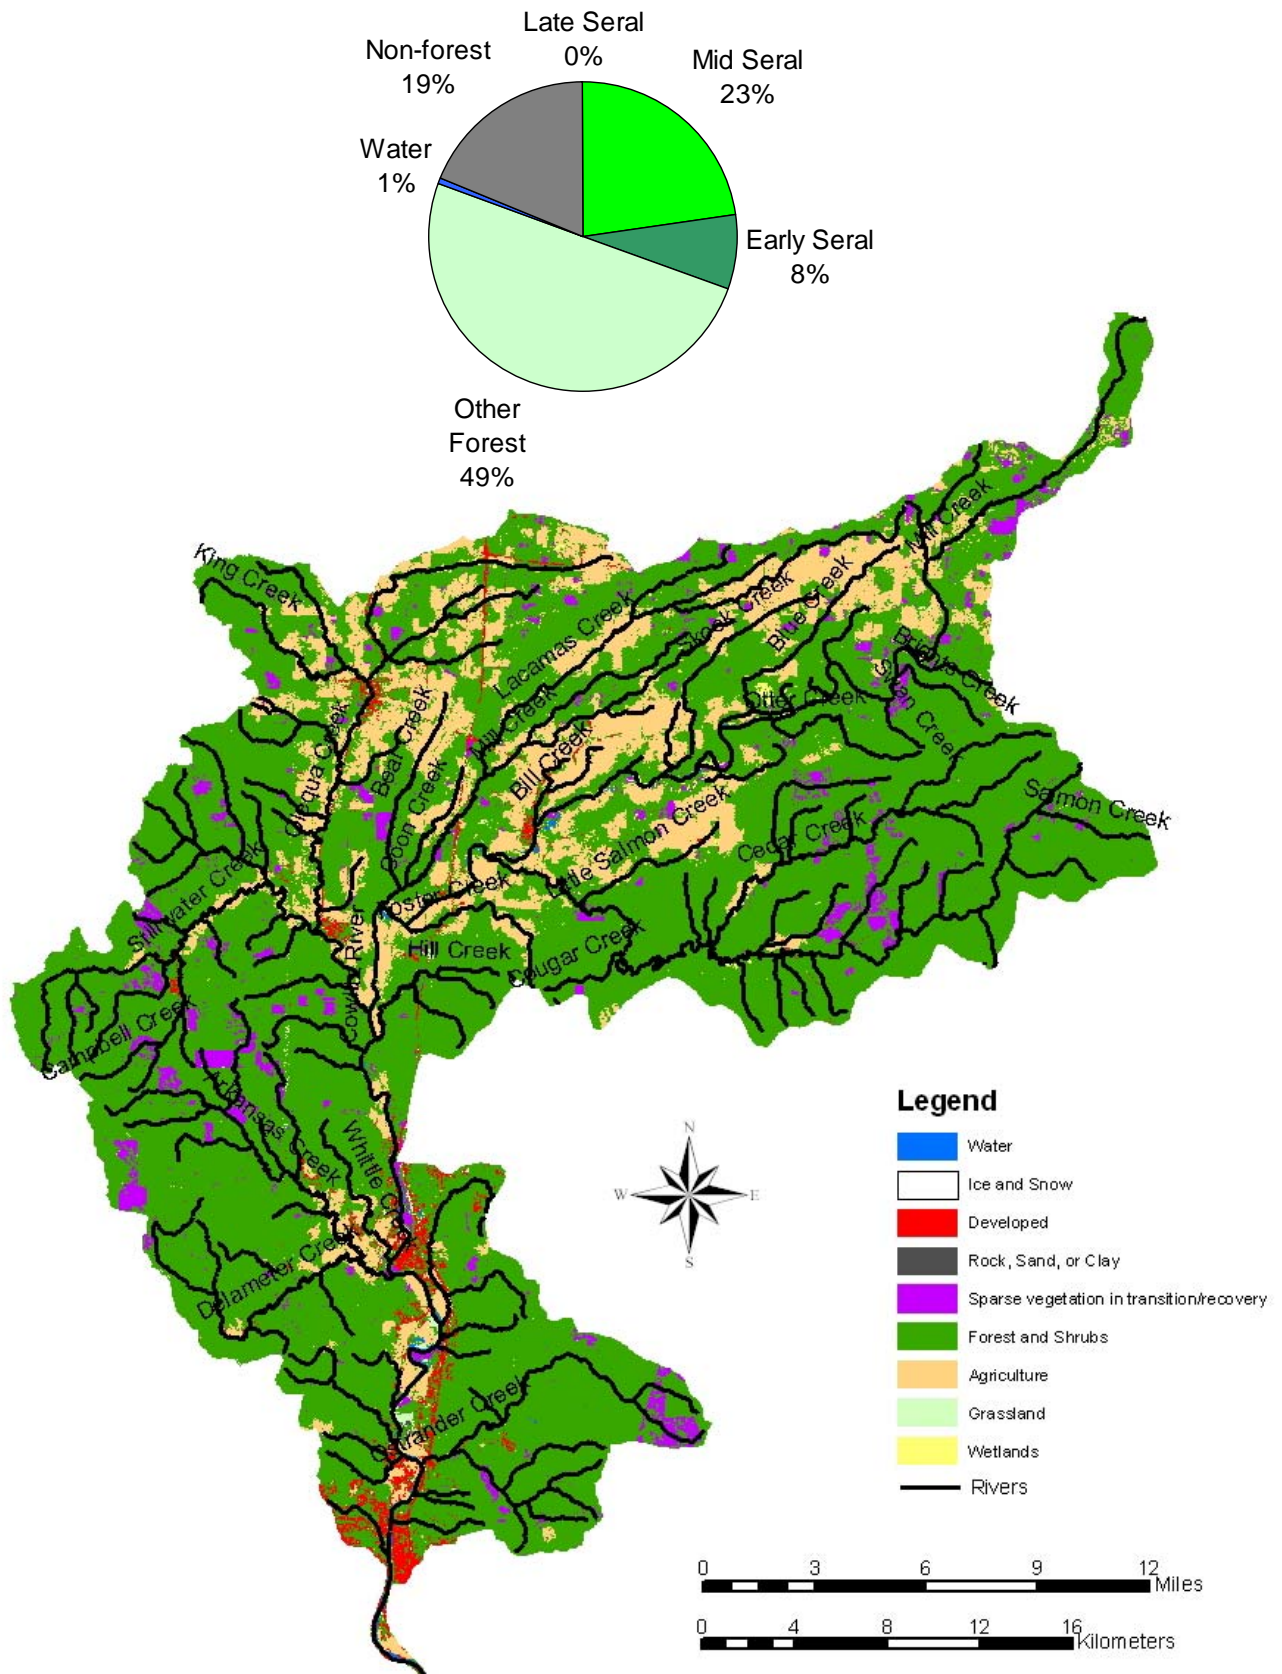 Late Seral
0%
Non-forest
19%
Mid Seral
23%
Water
1%
Early Seral
8%
Other
Forest
49%
King Creek
Mill Creek
Lacamas Creek
Skook Creek
Blue Creek
Brights Creek
Swan Creek
Otter Creek
Olequa Creek
Bear Creek
Mill Creek
Bill Creek
Coon Creek
Salmon Creek
Little Salmon Creek
Cedar Creek
Stillwater Creek
Foster Creek
Hill Creek
Cougar Creek
Cowlitz River
Campbell Creek
Arkansas Creek
Whittle Creek
Delameter Creek
Ostrander Creek
N
W
E
S
Legend
Water
Ice and Snow
Developed
Rock, Sand, or Clay
Sparse vegetation in transition/recovery
Forest and Shrubs
Agriculture
Grassland
Wetlands
Rivers
0 3 6 9 12
Miles
0 4 8 12 16
Kilometers